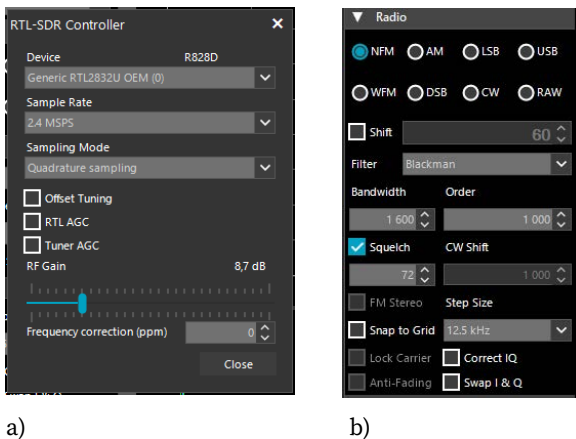 RTL-SDR Controller
Device R828D
Generic RTL2832U OEM (0)
Sample Rate
2.4 MSPS
Sampling Mode
Quadrature sampling
Offset Tuning
RTL AGC
Tuner AGC
RF Gain 8,7 dB
Frequency correction (ppm) 0
Close
a)
Radio
NFM AM LSB USB
WFM DSB CW RAW
Shift 60
Filter Blackman
Bandwidth Order
1 600 1 000
Squelch CW Shift
72 1 000
FM Stereo Step Size
Snap to Grid 12.5 kHz
Lock Carrier Correct IQ
Anti-Fading Swap I & Q
b)